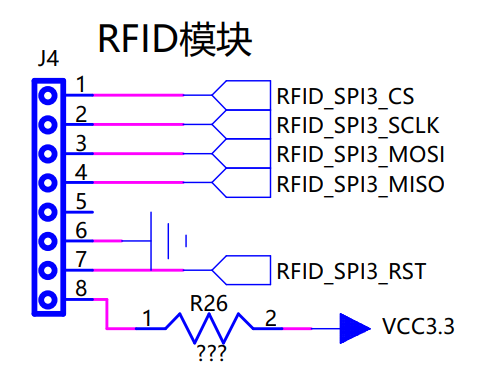 RFID模块
J4
1
RFID_SPI3_CS
2
RFID_SPI3_SCLK
3
RFID_SPI3_MOSI
4
RFID_SPI3_MISO
5
6
7
RFID_SPI3_RST
8
R26
1
2
VCC3.3
???